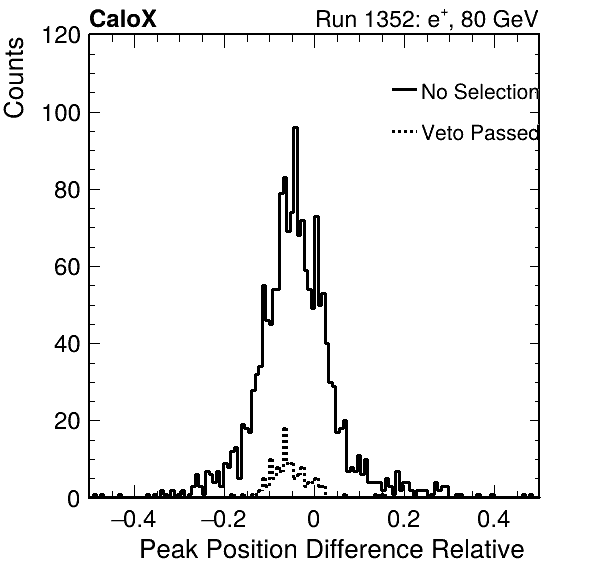 CaloX Run 1352: e+, 80 GeV
120
100
80
60
40
20
0
Counts
No Selection
Veto Passed
−0.4 −0.2 0 0.2 0.4
Peak Position Difference Relative